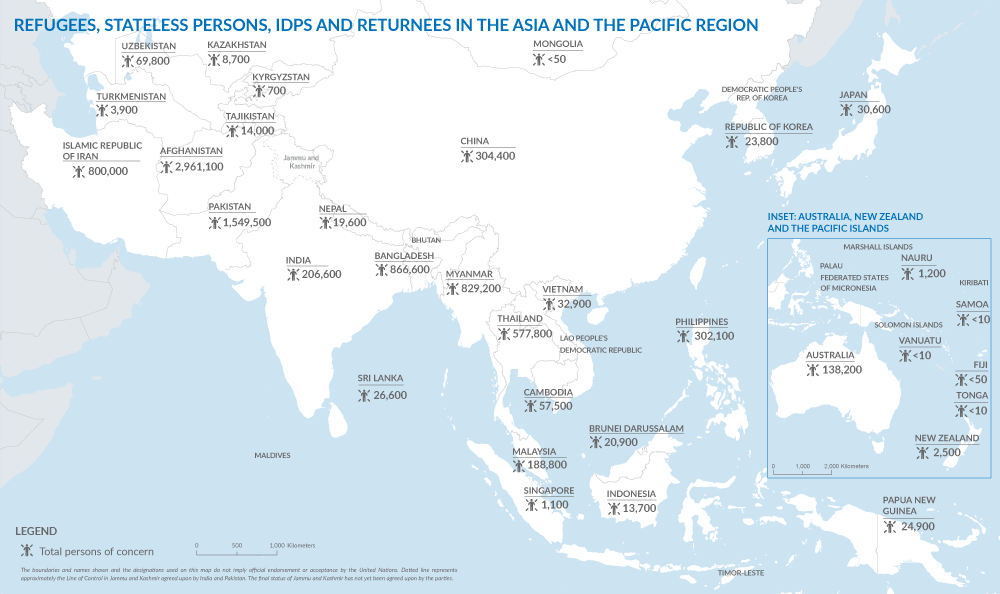 REFUGEES, STATELESS PERSONS, IDPS AND RETURNEES IN THE ASIA AND THE PACIFIC REGION
UZBEKISTAN
69,800
KAZAKHSTAN
8,700
MONGOLIA
<50
KYRGYZSTAN
700
TURKMENISTAN
3,900
TAJIKISTAN
14,000
DEMOCRATIC PEOPLE'S
REP. OF KOREA
JAPAN
30,600
REPUBLIC OF KOREA
23,800
ISLAMIC REPUBLIC
OF IRAN
800,000
AFGHANISTAN
2,961,100
Jammu and
Kashmir
CHINA
304,400
PAKISTAN
1,549,500
NEPAL
19,600
BHUTAN
INDIA
206,600
BANGLADESH
866,600
MYANMAR
829,200
VIETNAM
32,900
THAILAND
577,800
LAO PEOPLE'S
DEMOCRATIC REPUBLIC
PHILIPPINES
302,100
SRI LANKA
26,600
CAMBODIA
57,500
BRUNEI DARUSSALAM
20,900
MALDIVES
MALAYSIA
188,800
SINGAPORE
1,100
INDONESIA
13,700
PAPUA NEW
GUINEA
24,900
TIMOR-LESTE
INSET: AUSTRALIA, NEW ZEALAND
AND THE PACIFIC ISLANDS
MARSHALL ISLANDS
PALAU
NAURU
1,200
FEDERATED STATES
OF MICRONESIA
KIRIBATI
SAMOA
<10
SOLOMON ISLANDS
VANUATU
<10
AUSTRALIA
138,200
FIJI
<50
TONGA
<10
NEW ZEALAND
2,500
0 1,000 2,000 Kilometers
LEGEND
Total persons of concern
0 500 1,000 Kilometers
The boundaries and names shown and the designations used on this map do not imply official endorsement or acceptance by the United Nations. Dotted line represents
approximately the Line of Control in Jammu and Kashmir agreed upon by India and Pakistan. The final status of Jammu and Kashmir has not yet been agreed upon by the parties.